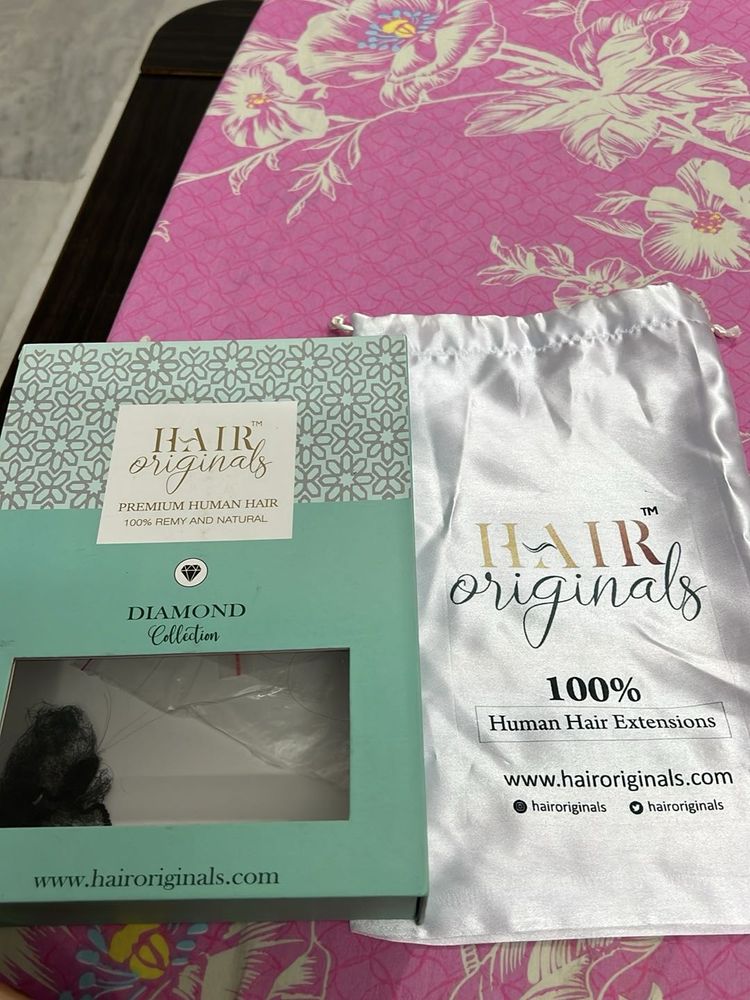 HAIR™
originals
PREMIUM HUMAN HAIR
100% REMY AND NATURAL
DIAMOND
Collection
www.hairoriginals.com
HAIR™
originals
100%
Human Hair Extensions
www.hairoriginals.com
hairoriginals hairoriginals